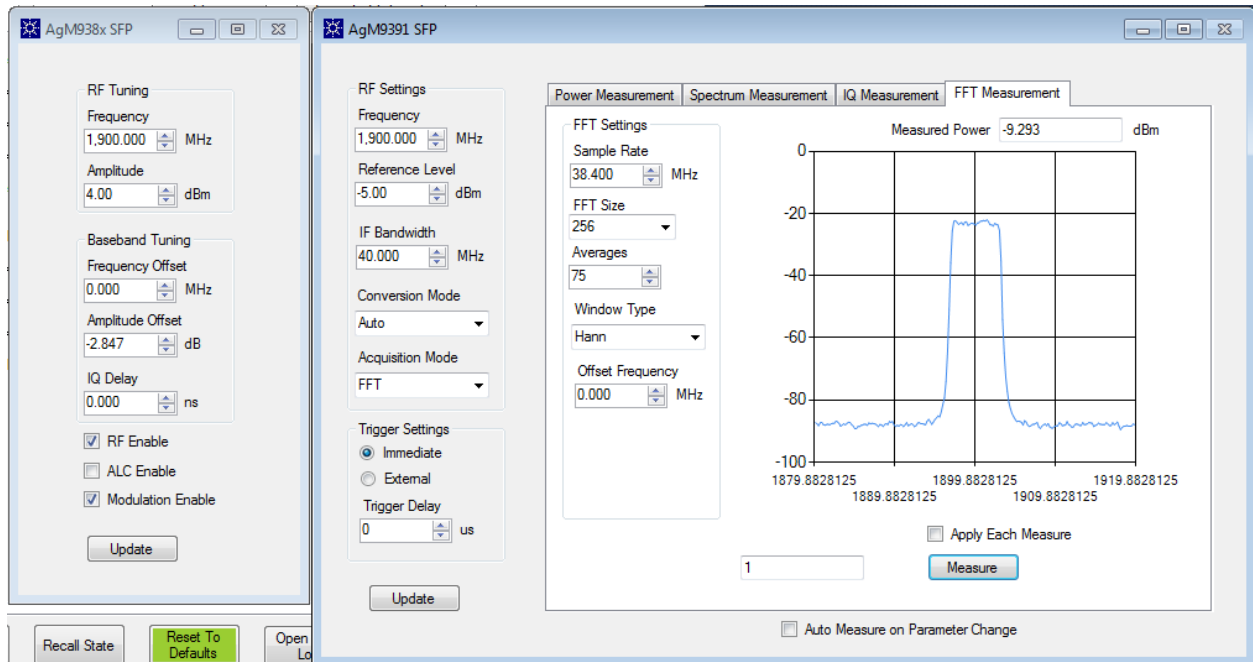 AgM938x SFP
RF Tuning
Frequency
1,900.000 MHz
Amplitude
4.00 dBm
Baseband Tuning
Frequency Offset
0.000 MHz
Amplitude Offset
-2.847 dB
IQ Delay
0.000 ns
RF Enable
ALC Enable
Modulation Enable
Update
AgM9391 SFP
RF Settings
Frequency
1,900.000 MHz
Reference Level
-5.00 dBm
IF Bandwidth
40.000 MHz
Conversion Mode
Auto
Acquisition Mode
FFT
Trigger Settings
Immediate
External
Trigger Delay
0 us
Update
Power Measurement Spectrum Measurement IQ Measurement FFT Measurement
FFT Settings
Sample Rate
38.400 MHz
FFT Size
256
Averages
75
Window Type
Hann
Offset Frequency
0.000 MHz
Measured Power -9.293 dBm
0
-20
-40
-60
-80
-100
1879.8828125 1899.8828125 1919.8828125
1889.8828125 1909.8828125
Apply Each Measure
1 Measure
Auto Measure on Parameter Change
Recall State
Reset To
Defaults
Open
Lo